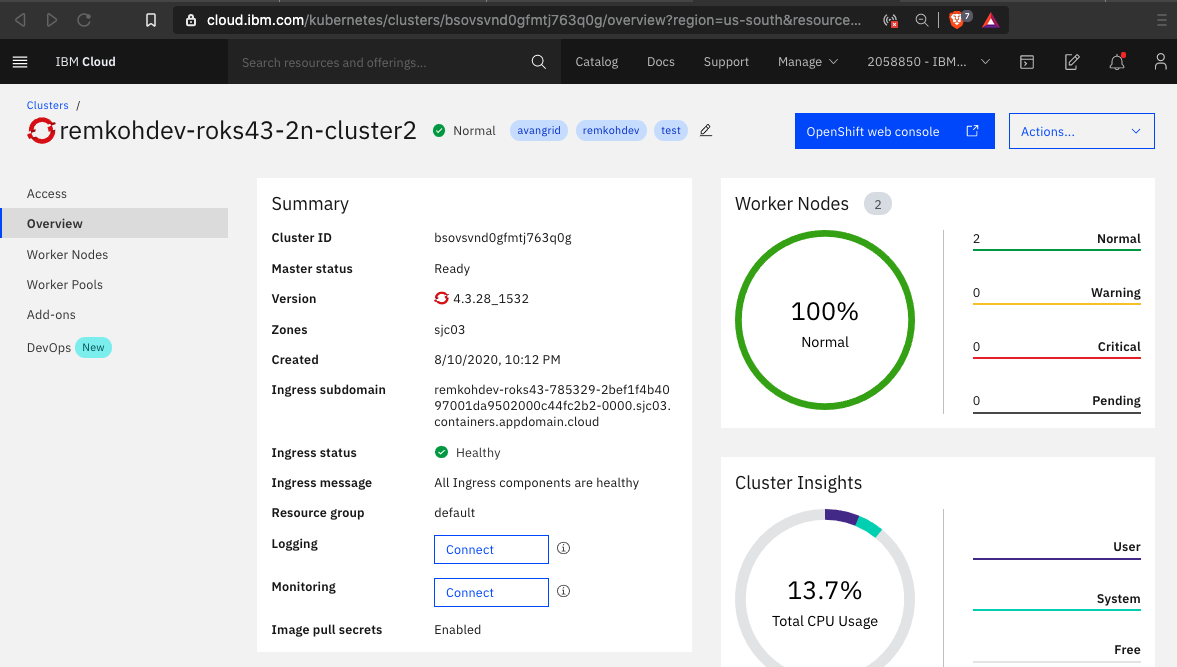 cloud.ibm.com/kubernetes/clusters/bsovsvnd0gfmtj763q0g/overview?region=us-south&resource...
7
IBM Cloud
Search resources and offerings...
Catalog
Docs
Support
Manage
2058850 - IBM...
Clusters /
remkohdev-roks43-2n-cluster2
Normal
avangrid
remkohdev
test
OpenShift web console
Actions...
Access
Overview
Worker Nodes
Worker Pools
Add-ons
DevOps New
Summary
Cluster ID bsovsvnd0gfmtj763q0g
Master status Ready
Version 4.3.28_1532
Zones sjc03
Created 8/10/2020, 10:12 PM
Ingress subdomain remkohdev-roks43-785329-2bef1f4b40
97001da9502000c44fc2b2-0000.sjc03.
containers.appdomain.cloud
Ingress status Healthy
Ingress message All Ingress components are healthy
Resource group default
Logging Connect
Monitoring Connect
Image pull secrets Enabled
Worker Nodes 2
100%
Normal
2 Normal
0 Warning
0 Critical
0 Pending
Cluster Insights
13.7%
Total CPU Usage
User
System
Free